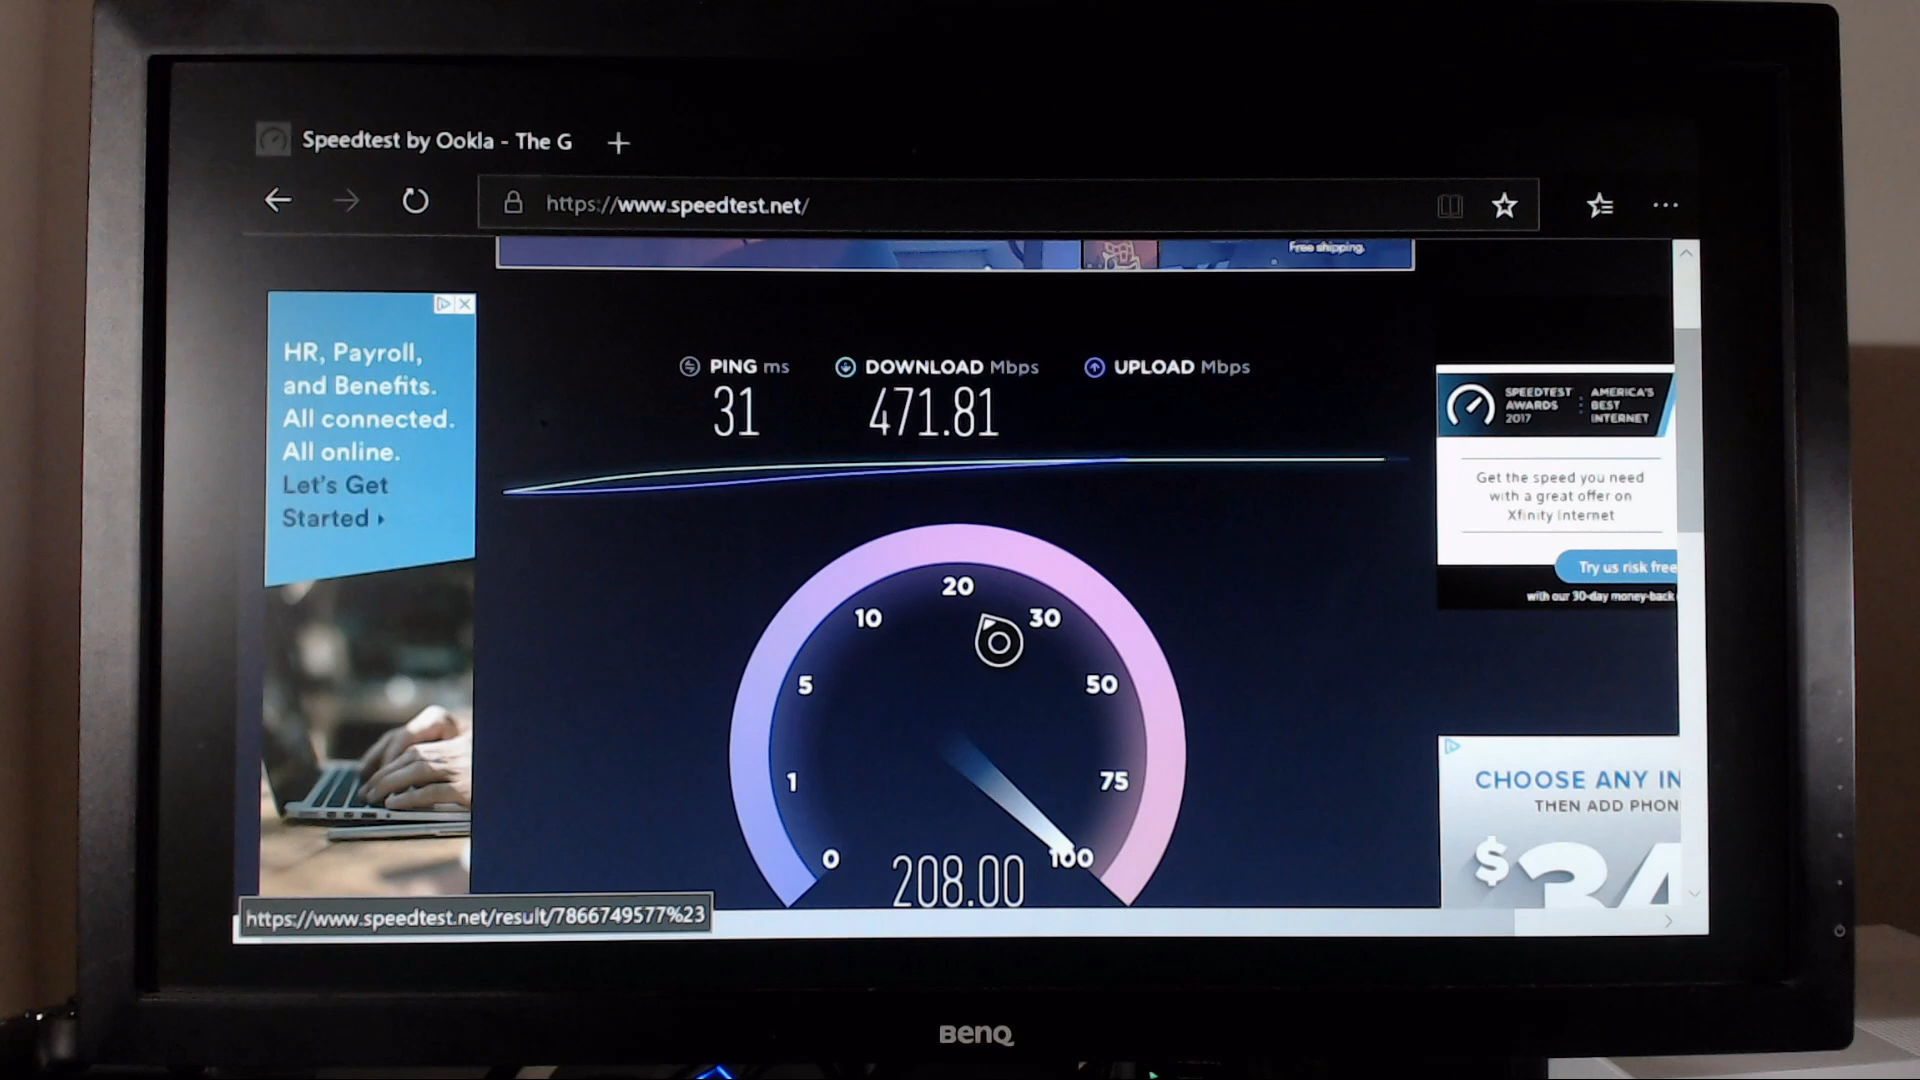 Speedtest by Ookla - The G
https://www.speedtest.net/
Free shipping.
HR, Payroll,
and Benefits.
All connected.
All online.
Let's Get
Started
PING ms
31
DOWNLOAD Mbps
471.81
UPLOAD Mbps
0
1
5
10
20
30
50
75
100
208.00
SPEEDTEST
AWARDS
2017
AMERICA'S
BEST
INTERNET
Get the speed you need
with a great offer on
Xfinity Internet
Try us risk free
with our 30-day money-back
CHOOSE ANY IN
THEN ADD PHON
$34
https://www.speedtest.net/result/7866749577%23
BenQ